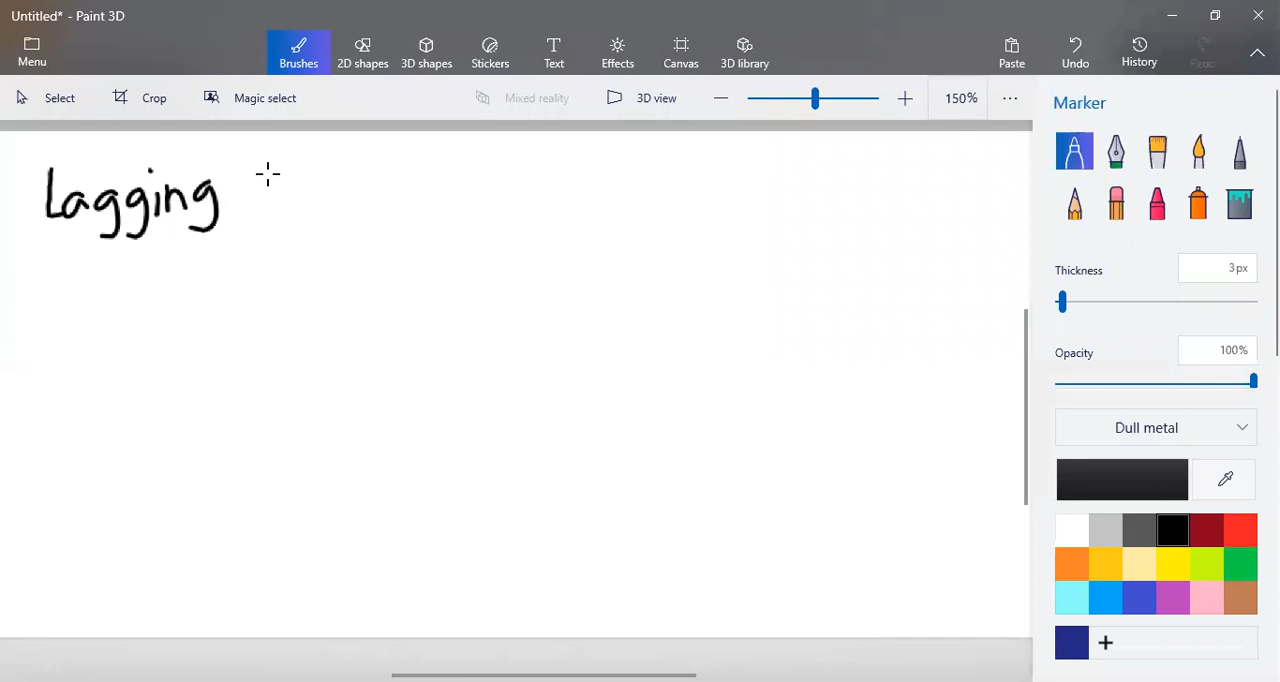 Untitled* - Paint 3D
Menu
Brushes
2D shapes
3D shapes
Stickers
Text
Effects
Canvas
3D library
Paste
Undo
History
Select
Crop
Magic select
Mixed reality
3D view
150%
Marker
Lagging
Thickness
3px
Opacity
100%
Dull metal